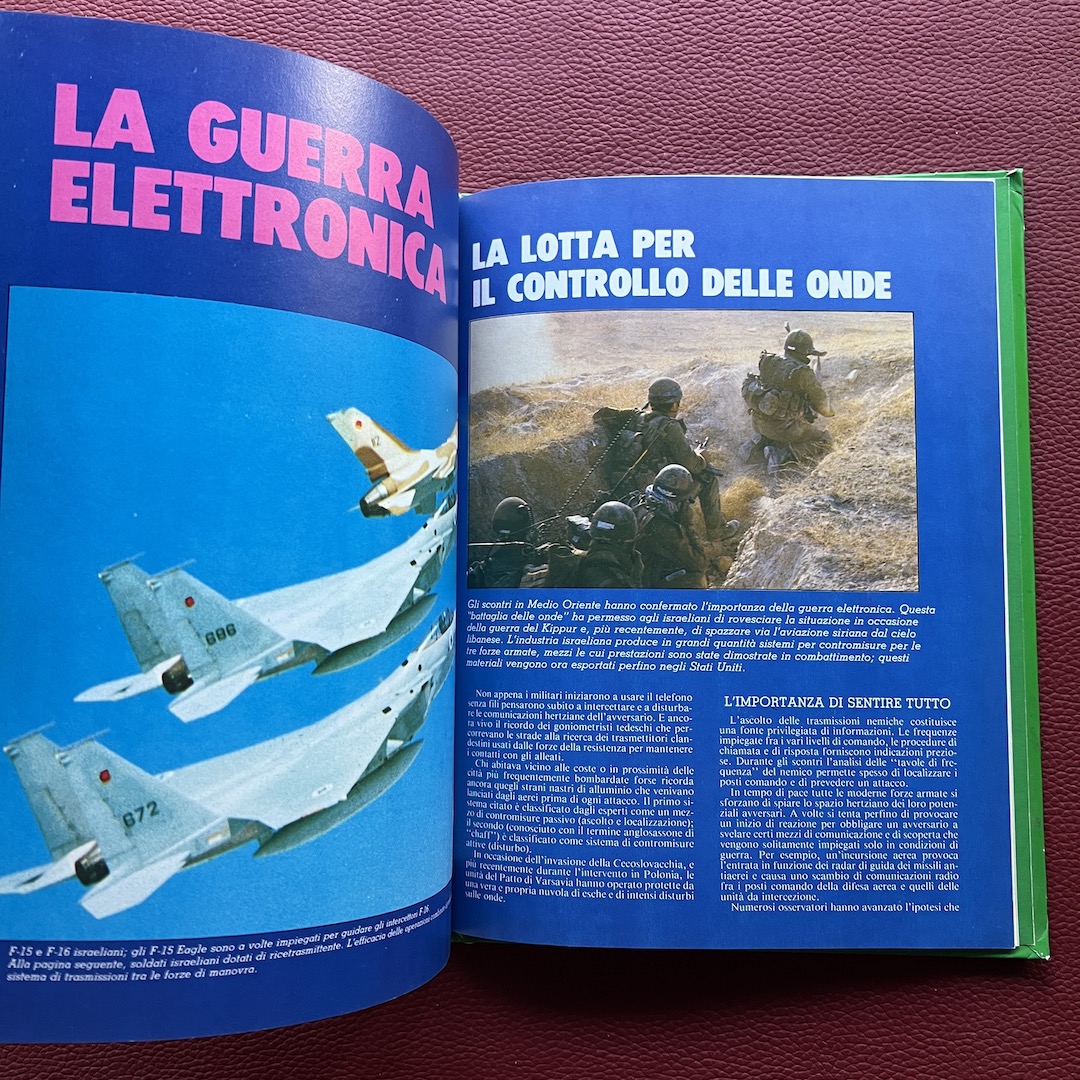 LA GUERRA
ELETTRONICA
112
686
672
F-15 e F-16 israeliani; gli F-15 Eagle sono a volte impiegati per guidare gli intercettori F-16.
Alla pagina seguente, soldati israeliani dotati di ricetrasmittente. L'efficacia delle operazioni
sistema di trasmissioni tra le forze di manovra.
LA LOTTA PER
IL CONTROLLO DELLE ONDE
Gli scontri in Medio Oriente hanno confermato l'importanza della guerra elettronica. Questa
"battaglia delle onde" ha permesso agli israeliani di rovesciare la situazione in occasione
della guerra del Kippur e, più recentemente, di spazzare via l'aviazione siriana dal cielo
libanese. L'industria israeliana produce in grandi quantità sistemi per contromisure per le
tre forze armate, mezzi le cui prestazioni sono state dimostrate in combattimento; questi
materiali vengono ora esportati perfino negli Stati Uniti.
Non appena i militari iniziarono a usare il telefono
senza fili pensarono subito a intercettare e a disturba-
re le comunicazioni hertziane dell'avversario. E anco-
ra vivo il ricordo dei goniometristi tedeschi che per-
correvano le strade alla ricerca dei trasmettitori clan-
destini usati dalle forze della resistenza per mantenere
i contatti con gli alleati.
Chi abitava vicino alle coste o in prossimità delle
città più frequentemente bombardate forse ricorda
ancora quegli strani nastri di alluminio che venivano
lanciati dagli aerei prima di ogni attacco. Il primo si-
stema citato è classificato dagli esperti come un mez-
zo di contromisure passivo (ascolto e localizzazione);
il secondo (conosciuto con il termine anglosassone di
"chaff") è classificato come sistema di contromisure
attive (disturbo).
In occasione dell'invasione della Cecoslovacchia, e
più recentemente durante l'intervento in Polonia, le
unità del Patto di Varsavia hanno operato protette da
una vera e propria nuvola di esche e di intensi disturbi
sulle onde.
L'IMPORTANZA DI SENTIRE TUTTO
L'ascolto delle trasmissioni nemiche costituisce
una fonte privilegiata di informazioni. Le frequenze
impiegate fra i vari livelli di comando, le procedure di
chiamata e di risposta forniscono indicazioni prezio-
se. Durante gli scontri l'analisi delle "tavole di fre-
quenza" del nemico permette spesso di localizzare i
posti comando e di prevedere un attacco.
In tempo di pace tutte le moderne forze armate si
sforzano di spiare lo spazio hertziano dei loro poten-
ziali avversari. A volte si tenta perfino di provocare
un inizio di reazione per obbligare un avversario a
svelare certi mezzi di comunicazione e di scoperta che
vengono solitamente impiegati solo in condizioni di
guerra. Per esempio, un'incursione aerea provoca
l'entrata in funzione dei radar di guida dei missili an-
tiaerei e causa uno scambio di comunicazioni radio
fra i posti comando della difesa aerea e quelli delle
unità da intercezione.
Numerosi osservatori hanno avanzato l'ipotesi che